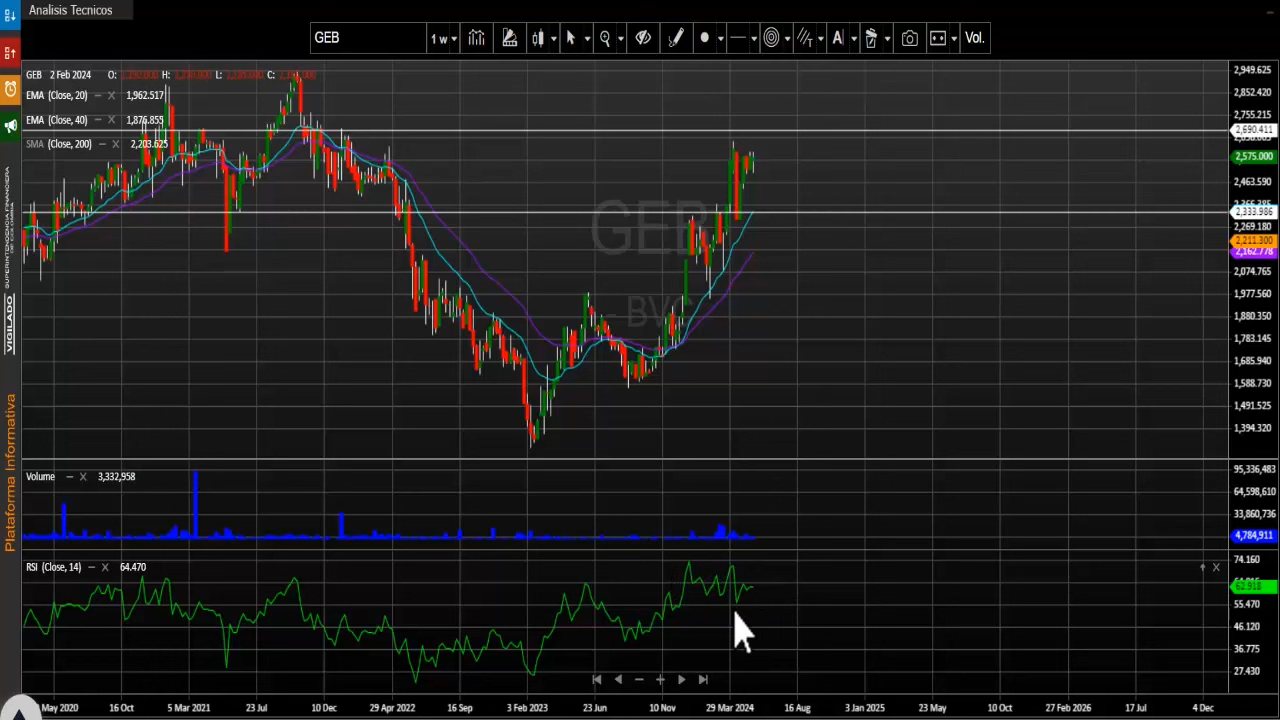 Analisis Tecnicos
GEB
1 w
A
Vol.
GEB 2 Feb 2024 O: H: L: C:
EMA (Close, 20) – X 1,962.517
EMA (Close, 40) – X 1,876.855
SMA (Close, 200) – X 2,203.625
GEB
- BVC
2,949.625
2,852.420
2,755.215
2,690.411
2,575.000
2,463.590
2,333.986
2,269.180
2,211.300
2,162.778
2,074.765
1,977.560
1,880.350
1,783.145
1,685.940
1,588.730
1,491.525
1,394.320
Volume – X 3,332,958
95,336,483
64,598,610
33,860,736
4,784,911
RSI (Close, 14) – X 64.470
74.160
62.918
55.470
46.120
36.775
27.430
May 2020 16 Oct 5 Mar 2021 23 Jul 10 Dec 29 Apr 2022 16 Sep 3 Feb 2023 23 Jun 10 Nov 29 Mar 2024 16 Aug 3 Jan 2025 23 May 10 Oct 27 Feb 2026 17 Jul 4 Dec
VIGILADO
SUPERINTENDENCIA FINANCIERA
Plataforma Informativa